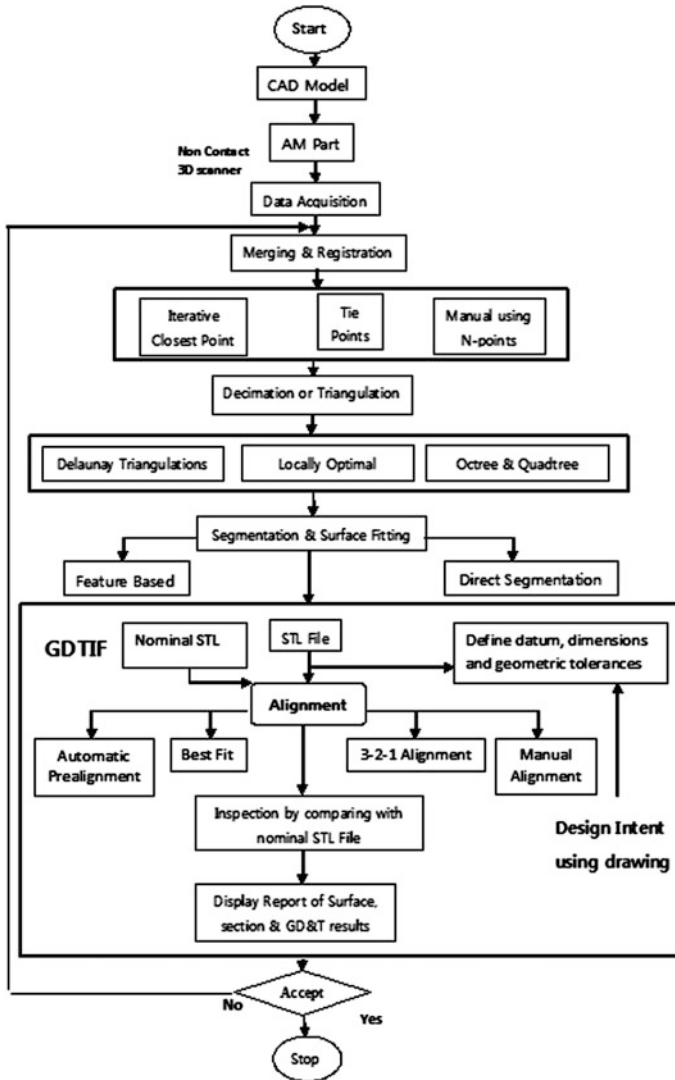 Start
CAD Model
AM Part
Non Contact
3D scanner
Data Acquisition
Merging & Registration
Iterative
Closest Point
Tie
Points
Manual using
N-points
Decimation or Triangulation
Delaunay Triangulations
Locally Optimal
Octree & Quadtree
Segmentation & Surface Fitting
Feature Based
Direct Segmentation
GDTIF
Nominal STL
STL File
Define datum, dimensions
and geometric tolerances
Alignment
Automatic
Prealignment
Best Fit
3-2-1 Alignment
Manual
Alignment
Inspection by comparing with
nominal STL File
Design Intent
using drawing
Display Report of Surface,
section & GD&T results
Accept
No
Yes
Stop